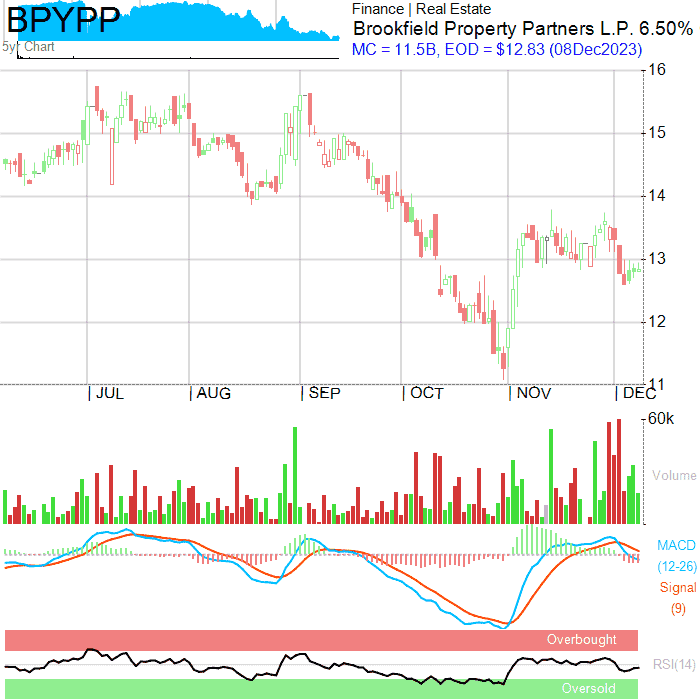 BPYPP
5yr Chart
Finance | Real Estate
Brookfield Property Partners L.P. 6.50%
MC = 11.5B, EOD = $12.83 (08Dec2023)
16
15
14
13
12
11
JUL AUG SEP OCT NOV DEC
60k
Volume
MACD
(12-26)
Signal
(9)
Overbought
RSI(14)
Oversold